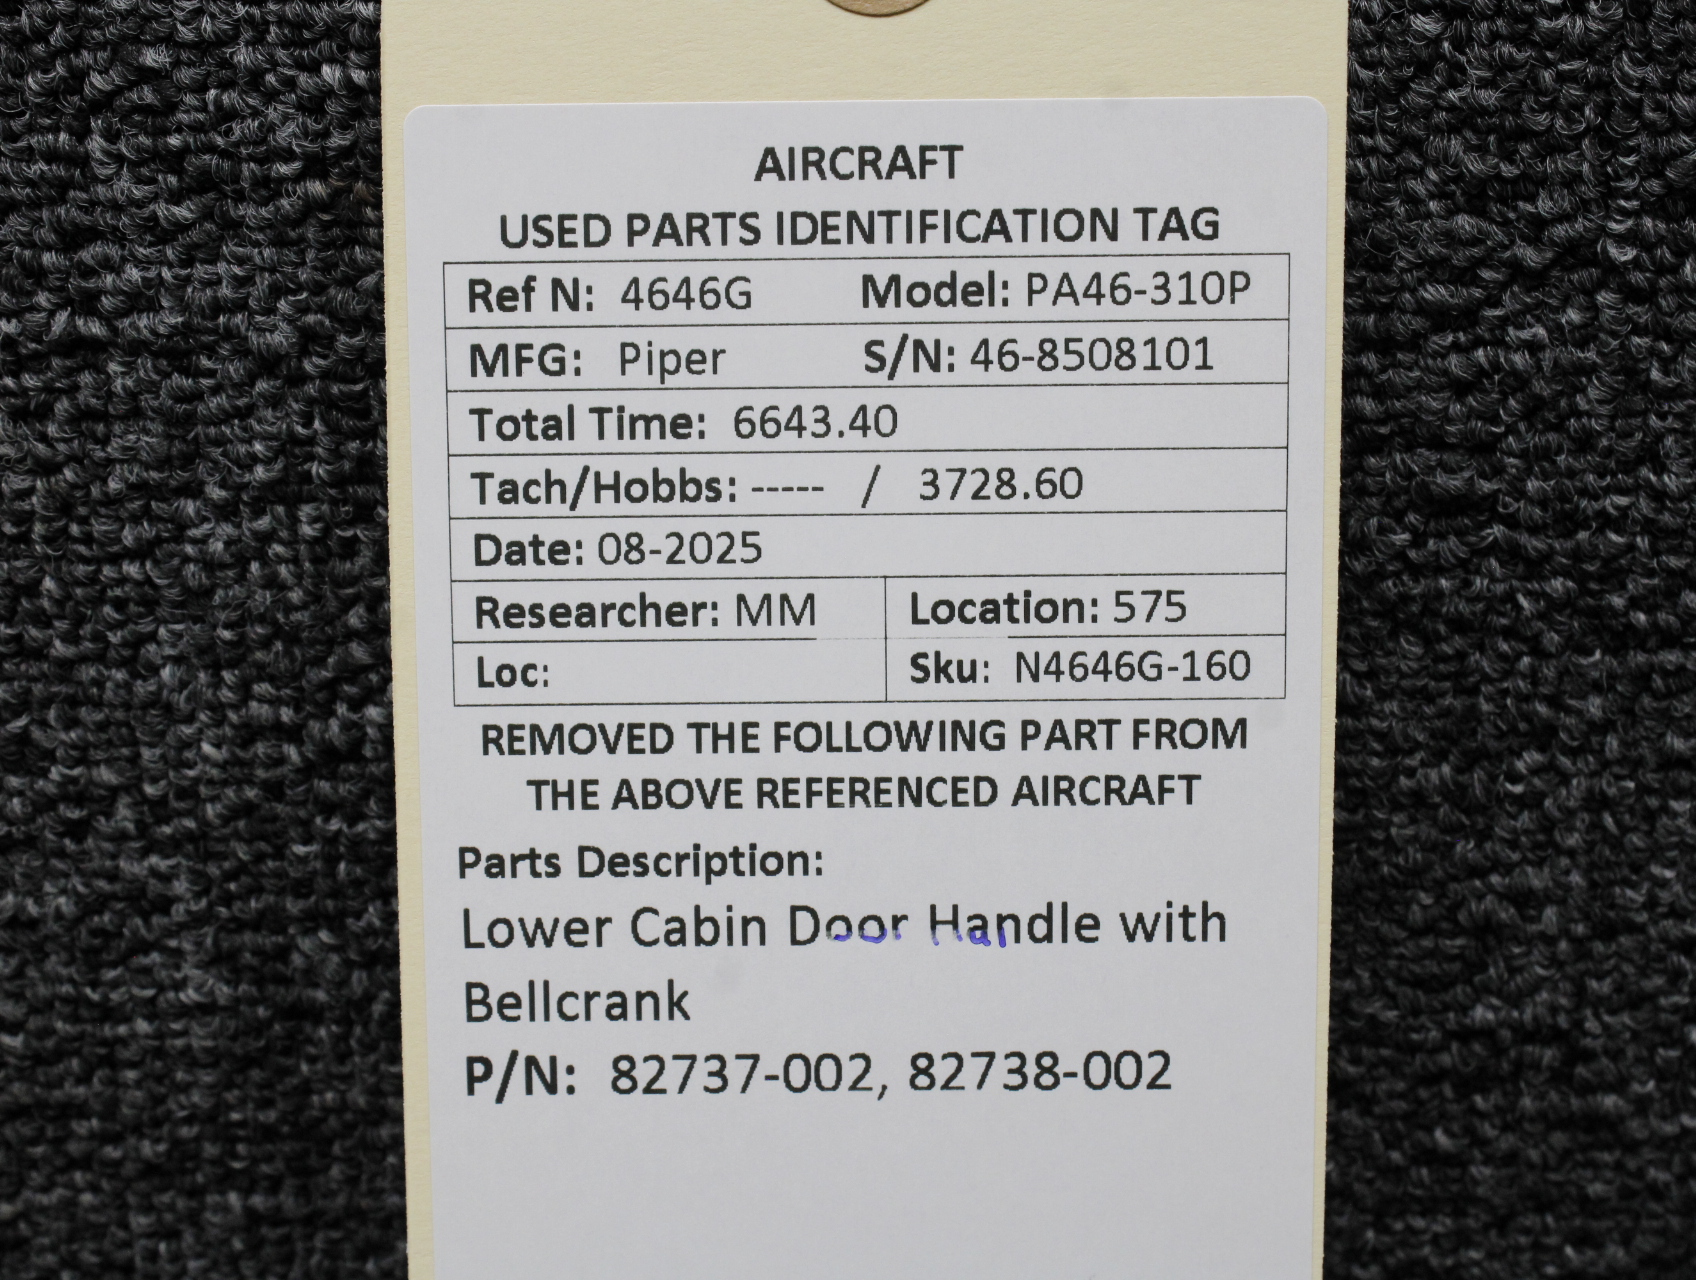 AIRCRAFT
USED PARTS IDENTIFICATION TAG
Ref N: 4646G Model: PA46-310P
MFG: Piper S/N: 46-8508101
Total Time: 6643.40
Tach/Hobbs: ----- / 3728.60
Date: 08-2025
Researcher: MM Location: 575
Loc: Sku: N4646G-160
REMOVED THE FOLLOWING PART FROM
THE ABOVE REFERENCED AIRCRAFT
Parts Description:
Lower Cabin Door Handle with
Bellcrank
P/N: 82737-002, 82738-002